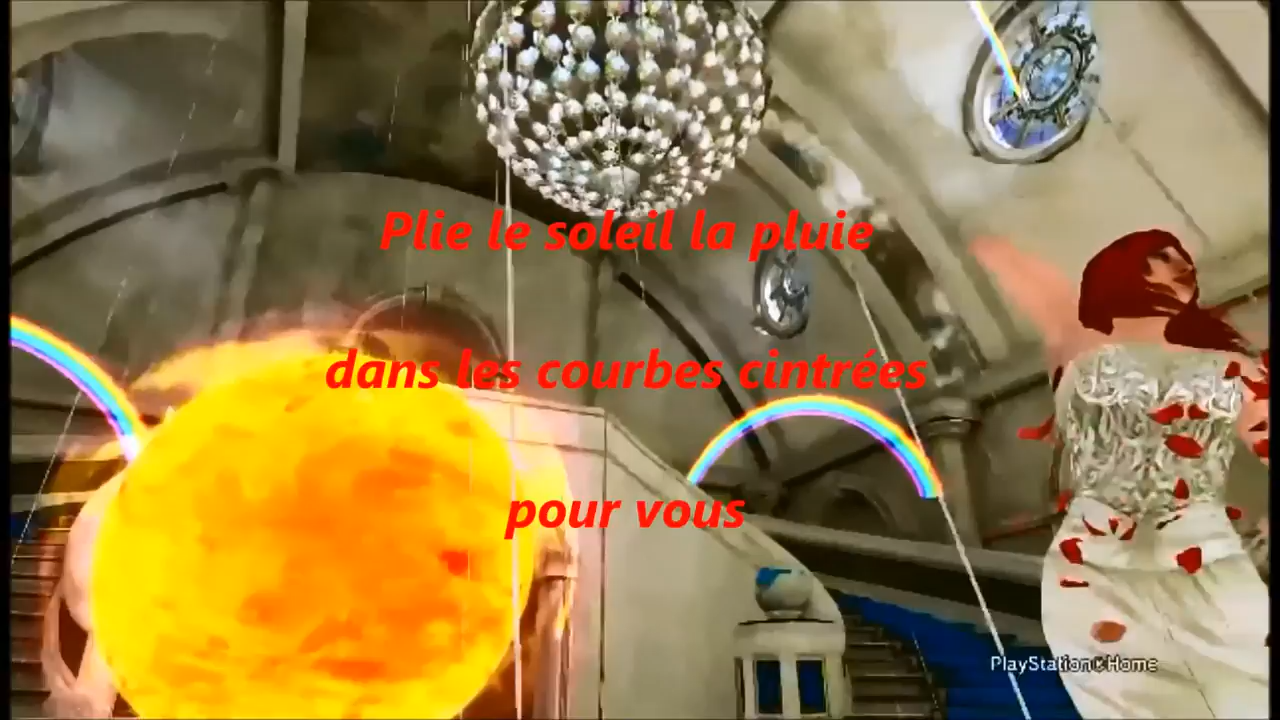 Plie le soleil la pluie
dans les courbes cintrées
pour vous
PlayStation®Home